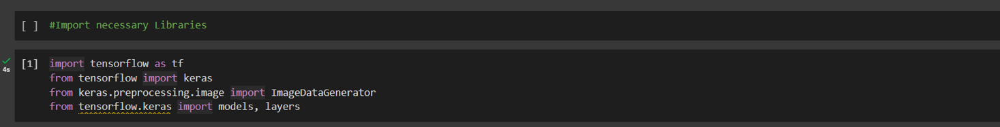 [ ] #Import necessary Libraries
[1] import tensorflow as tf
4s
from tensorflow import keras
from keras.preprocessing.image import ImageDataGenerator
from tensorflow.keras import models, layers